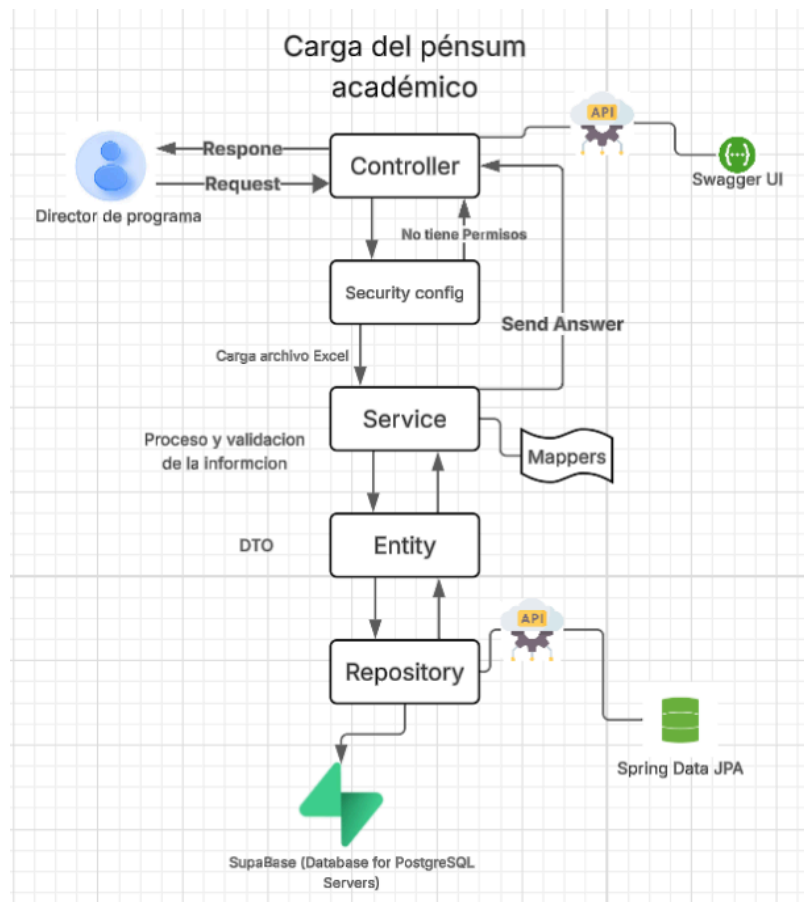 Carga del pénsum
académico
API
Respone
Controller
Swagger UI
Request
Director de programa
No tiene Permisos
Security config
Send Answer
Carga archivo Excel
Service
Proceso y validacion
de la informcion
Mappers
DTO
Entity
API
Repository
Spring Data JPA
SupaBase (Database for PostgreSQL
Servers)